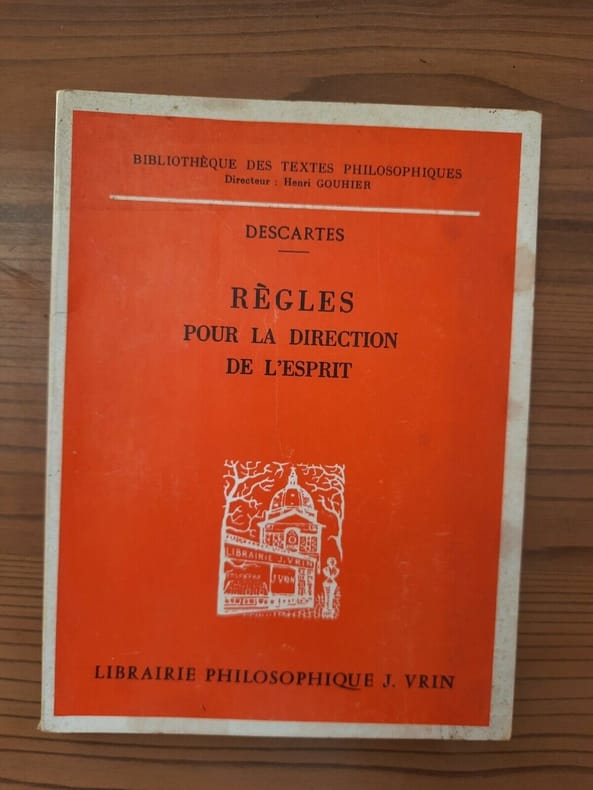 BIBLIOTHÈQUE DES TEXTES PHILOSOPHIQUES
Directeur : Henri GOUHIER
DESCARTES
RÈGLES
POUR LA DIRECTION
DE L'ESPRIT
LIBRAIRIE J. VRIN
J. VRIN
LIBRAIRIE PHILOSOPHIQUE J. VRIN